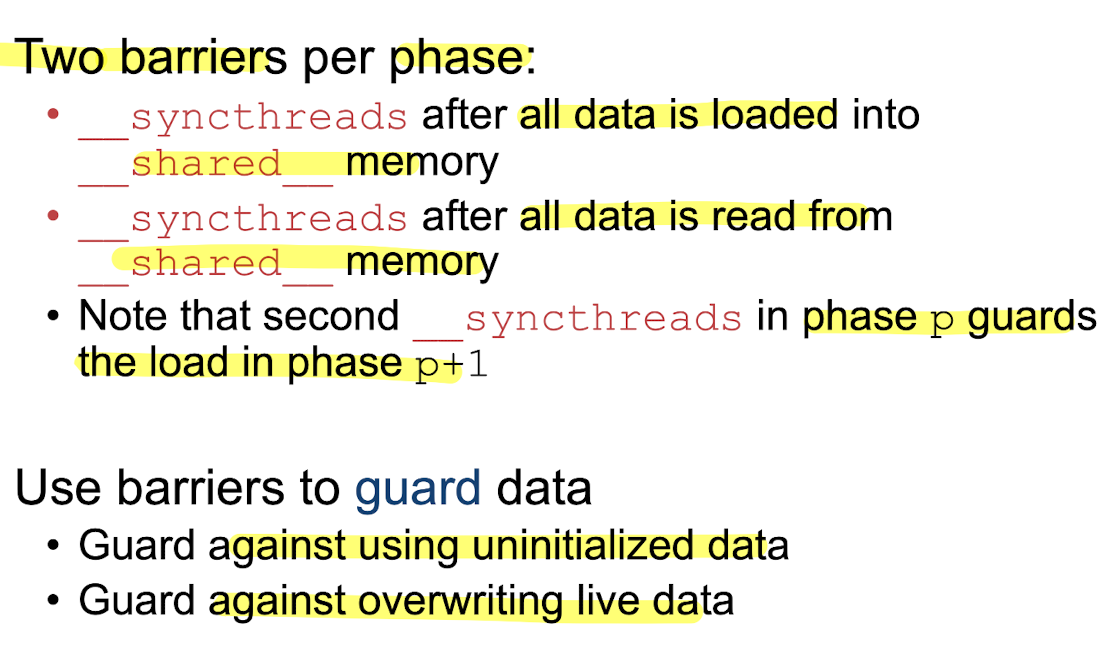 Two barriers per phase:
• __syncthreads after all data is loaded into
__shared__ memory
• __syncthreads after all data is read from
__shared__ memory
• Note that second __syncthreads in phase p guards
the load in phase p+1
Use barriers to guard data
• Guard against using uninitialized data
• Guard against overwriting live data